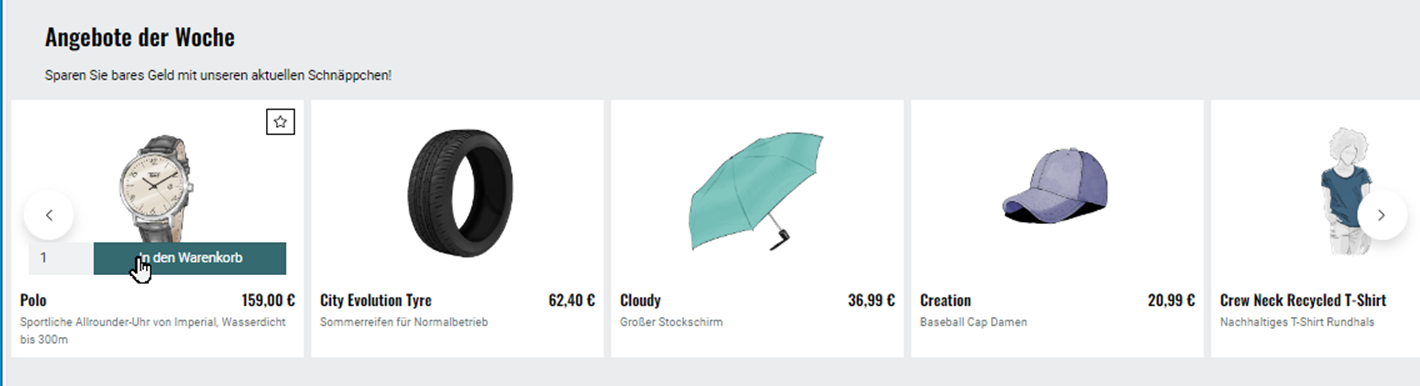 Angebote der Woche
Sparen Sie bares Geld mit unseren aktuellen Schnäppchen!
1
In den Warenkorb
Polo 159,00 €
Sportliche Allrounder-Uhr von Imperial, Wasserdicht
bis 300m
City Evolution Tyre 62,40 €
Sommerreifen für Normalbetrieb
Cloudy 36,99 €
Großer Stockschirm
Creation 20,99 €
Baseball Cap Damen
Crew Neck Recycled T-Shirt
Nachhaltiges T-Shirt Rundhals